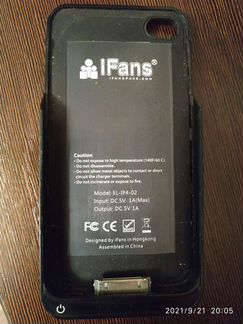 iFans®
IFANSPAGE.COM
Caution
• Do not expose to high temperature (140F/60 C)
• Do not disassemble.
• Do not allow metal objects to contact or short
circuit the charger terminals.
• Do not incinerate or expose to fire.
Model: EL-IP4-02
Input: DC 5V 1A(Max)
Output: DC 5V 1A
Designed by iFans in Hongkong
Assembled in China
2021/9/21 20:05